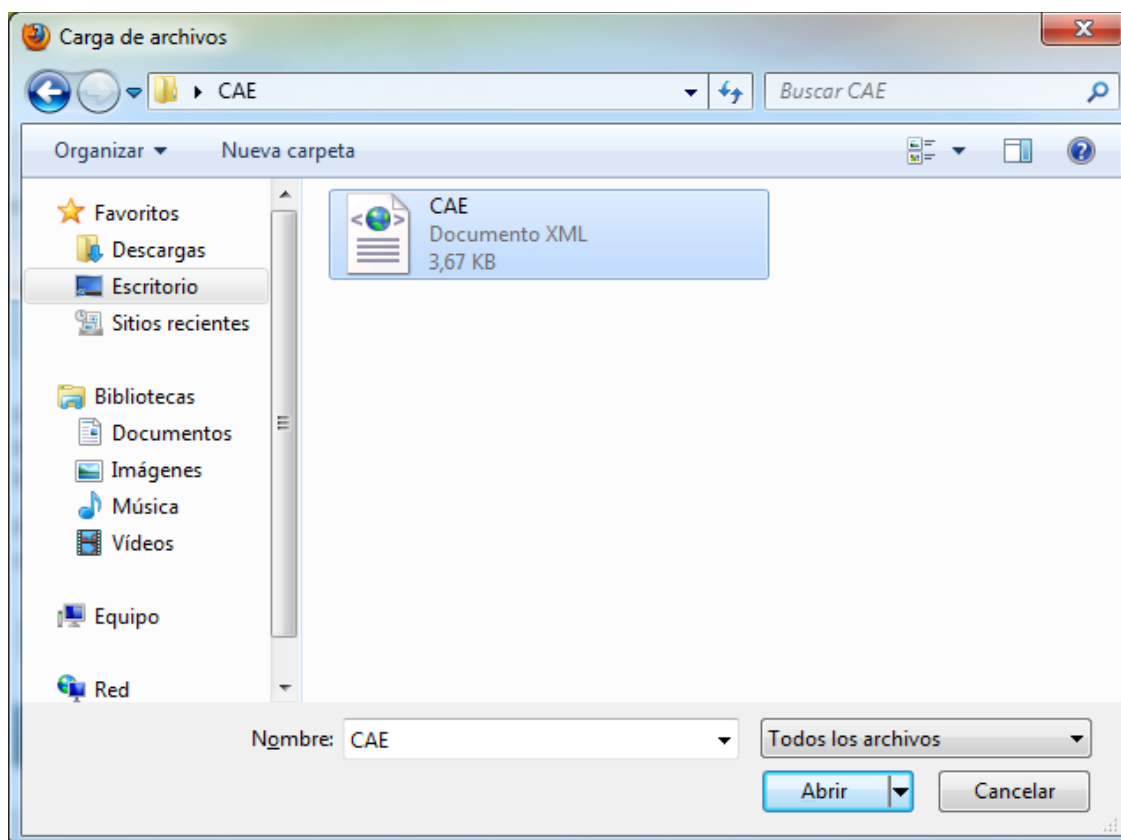 Carga de archivos
CAE
Buscar CAE
Organizar
Nueva carpeta
Favoritos
Descargas
Escritorio
Sitios recientes
Bibliotecas
Documentos
Imágenes
Música
Vídeos
Equipo
Red
CAE
Documento XML
3,67 KB
Nombre: CAE
Todos los archivos
Abrir
Cancelar